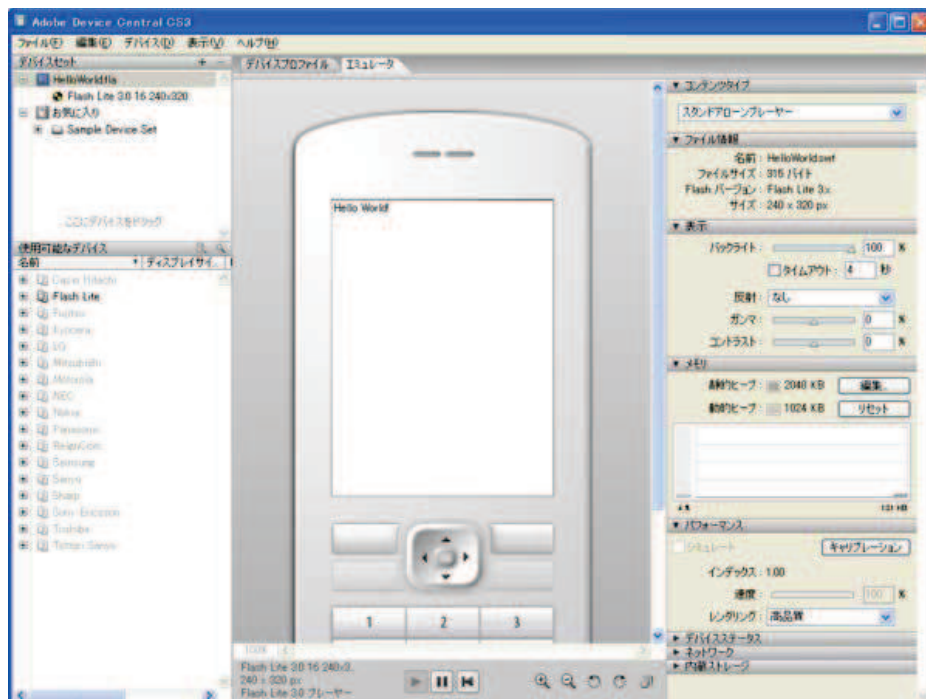 Adobe Device Central CS3
ファイル(F) 編集(E) デバイス(D) 表示(V) ヘルプ(H)
デバイスセット + -
HelloWorld.fla
Flash Lite 3.0 16 240x320
お気に入り
Sample Device Set
ここにデバイスをドラッグ
使用可能なデバイス
名前 ディスプレイサイ..
Casio Hitachi
Flash Lite
Fujitsu
Kyocera
LG
Mitsubishi
Motorola
NEC
Nokia
Panasonic
ReignCom
Samsung
Sanyo
Sharp
Sony Ericsson
Toshiba
Tottori Sanyo
デバイスプロファイル エミュレータ
Hello World
1 2 3
100%
Flash Lite 3.0 16 240x3.
240 x 320 px
Flash Lite 3.0 プレーヤー
コンテンツタイプ
スタンドアローンプレーヤー
ファイル情報
名前 : HelloWorld.swf
ファイルサイズ : 315 バイト
Flash バージョン : Flash Lite 3.x
サイズ : 240 x 320 px
表示
バックライト : 100 %
タイムアウト : 4 秒
反射 : なし
ガンマ : 0 %
コントラスト : 0 %
メモリ
静的ヒープ : 2048 KB 編集..
動的ヒープ : 1024 KB リセット
パフォーマンス
シミュレート キャリブレーション
インデックス : 1.00
速度 : 100 %
レンダリング : 高品質
デバイスステータス
ネットワーク
内蔵ストレージ